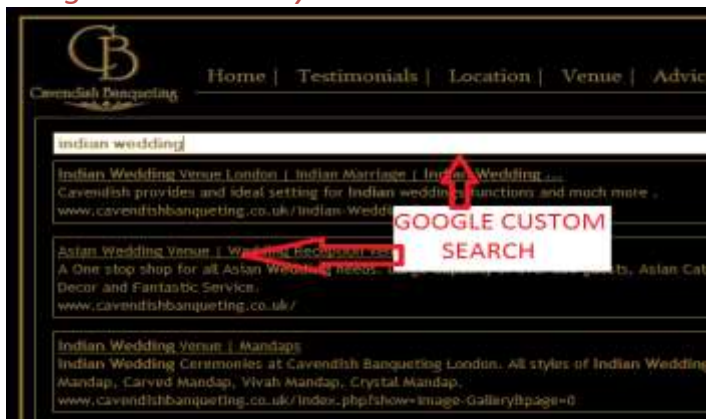 CB
Cavendish Banqueting
Home | Testimonials | Location | Venue | Advic
indian wedding
Indian Wedding Venue London | Indian Marriage | Indian Wedding ...
Cavendish provides and ideal setting for Indian weddings functions and much more .
www.cavendishbanqueting.co.uk/Indian-Weddi
GOOGLE CUSTOM
SEARCH
Asian Wedding Venue | Wedding Reception
A One stop shop for all Asian Wedding needs. Asian Cat
Decor and Fantastic Service.
www.cavendishbanqueting.co.uk/
Indian Wedding Venue | Mandaps
Indian Wedding Ceremonies at Cavendish Banqueting London. All styles of Indian Wedding
Mandap, Carved Mandap, Vivah Mandap, Crystal Mandap.
www.cavendishbanqueting.co.uk/index.php?show=Image-Gallery&page=0